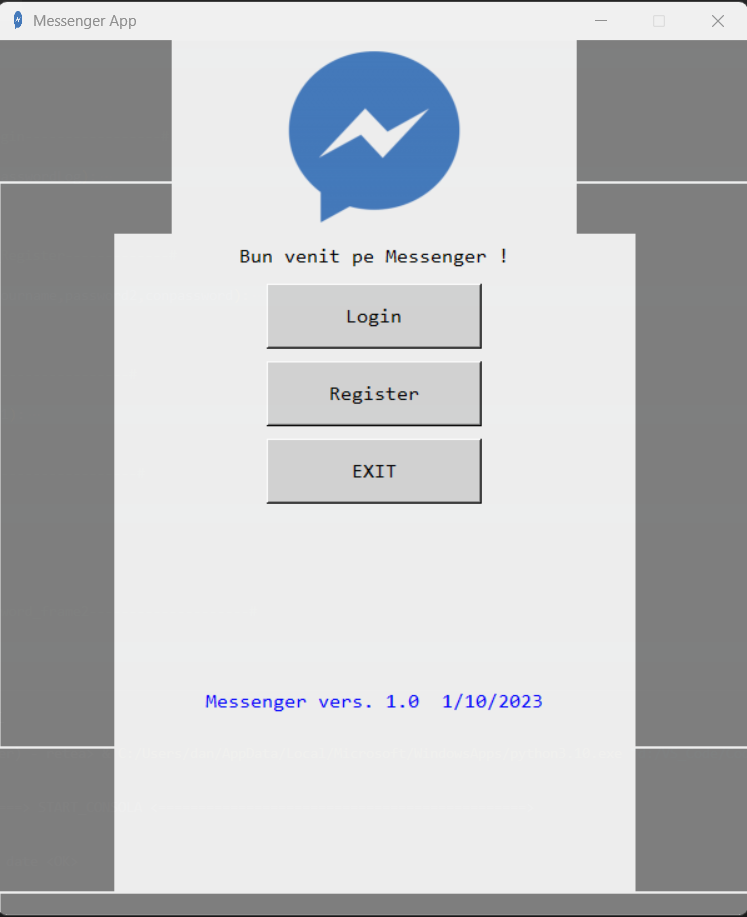 Messenger App
Bun venit pe Messenger !
Login
Register
EXIT
Messenger vers. 1.0  1/10/2023